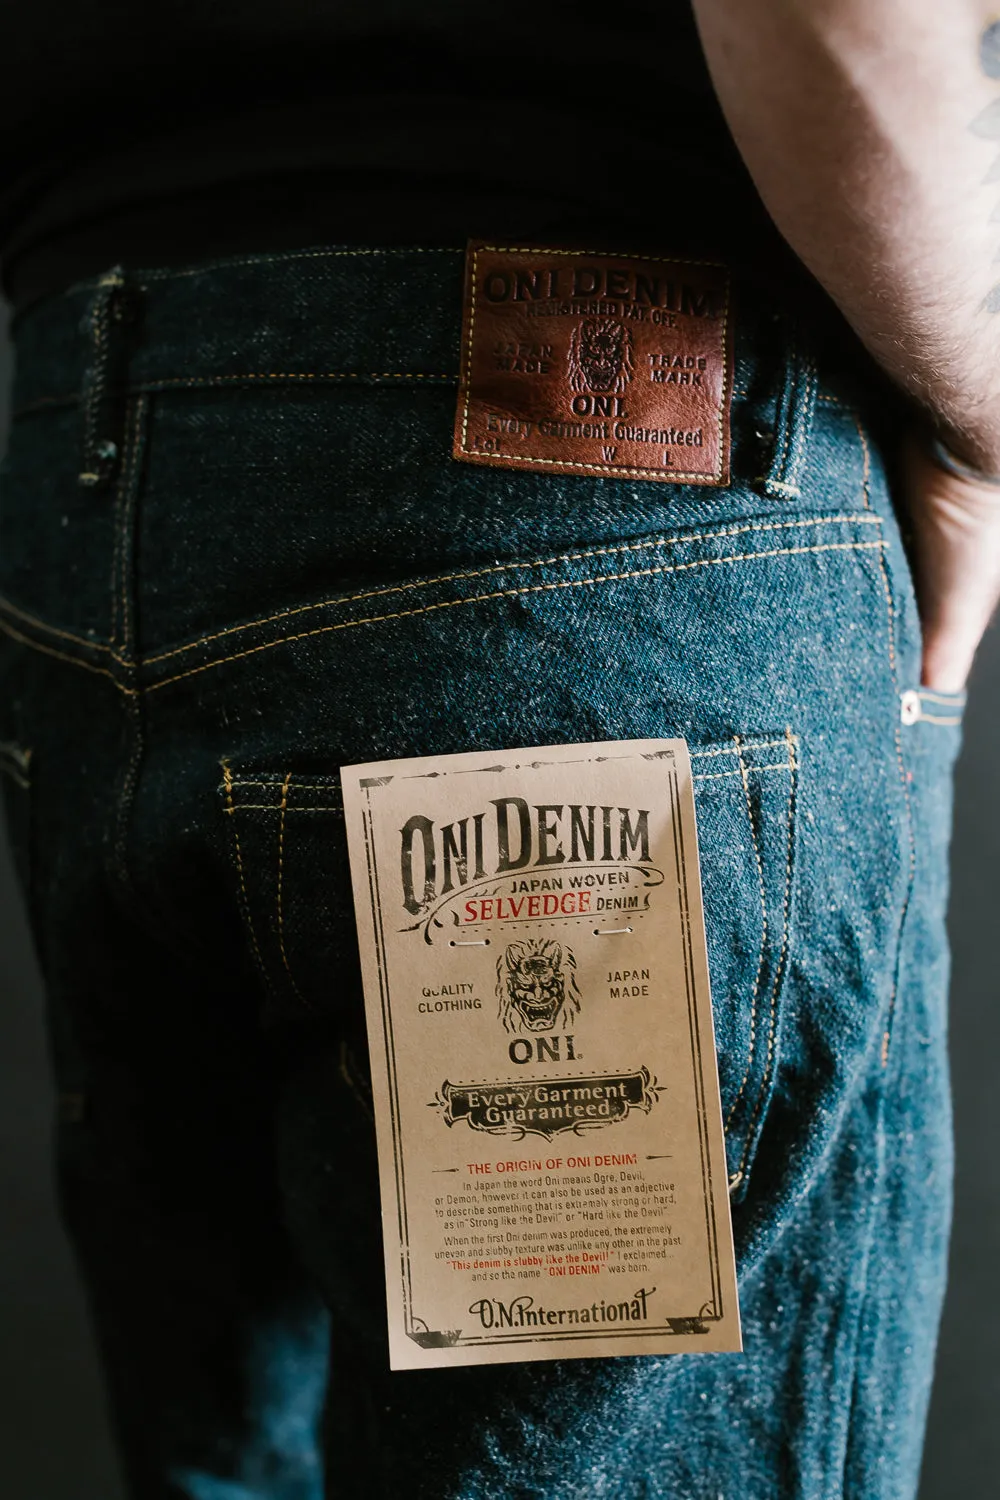 ONI DENIM
REGISTERED PAT. OFF.
JAPAN MADE
TRADE MARK
ONI.
Every Garment Guaranteed
Lot W L
ONI DENIM
JAPAN WOVEN
SELVEDGE DENIM
QUALITY CLOTHING
JAPAN MADE
ONI.
Every Garment
Guaranteed
THE ORIGIN OF ONI DENIM
In Japan the word Oni means Ogre, Devil,
or Demon, however it can also be used as an adjective
to describe something that is extremely strong or hard,
as in "Strong like the Devil" or "Hard like the Devil".
When the first Oni denim was produced, the extremely
uneven and slubby texture was unlike any other in the past.
"This denim is slubby like the Devil!" I exclaimed...
and so the name "ONI DENIM" was born.
O.N.International